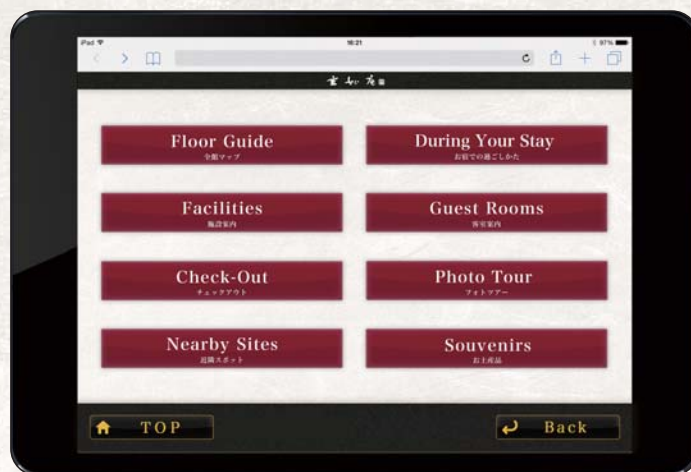 iPad
16:21
97%
Floor Guide
全館マップ
During Your Stay
お宿での過ごしかた
Facilities
施設案内
Guest Rooms
客室案内
Check-Out
チェックアウト
Photo Tour
フォトツアー
Nearby Sites
近隣スポット
Souvenirs
お土産品
TOP
Back